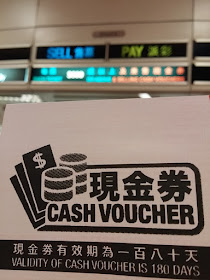 SELL 售票
PAY 派彩
$
現金券
CASH VOUCHER
現金券有效期為一百八十天
VALIDITY OF CASH VOUCHER IS 180 DAYS